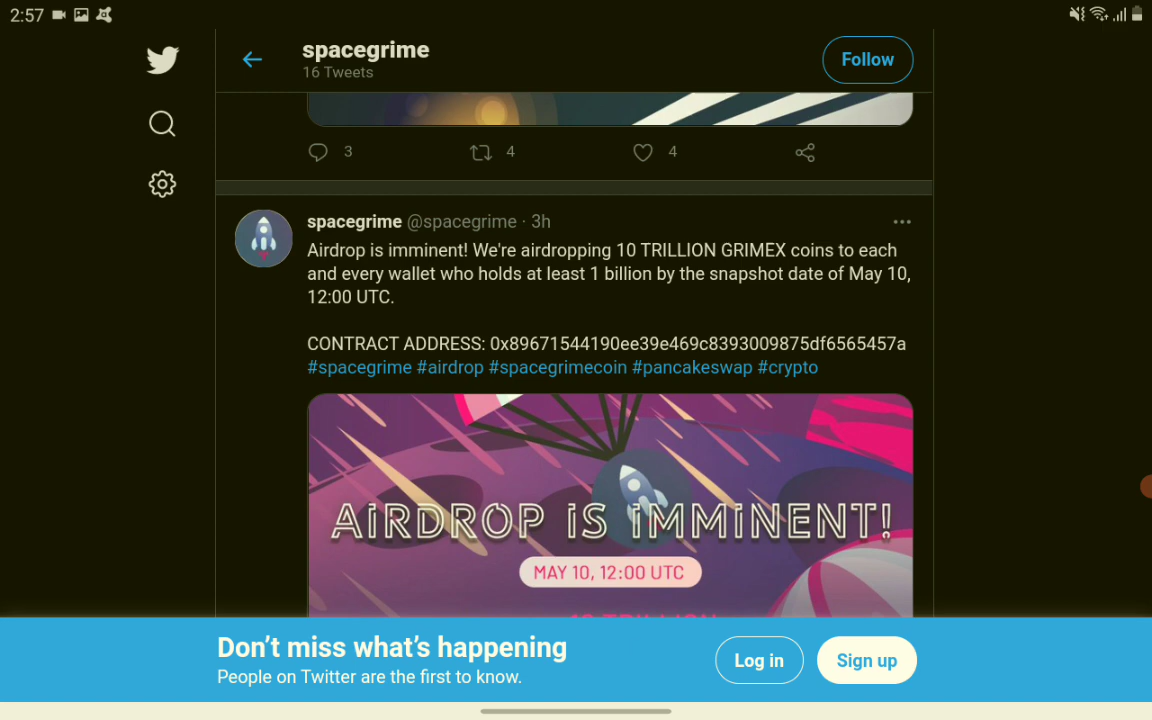 2:57
spacegrime
16 Tweets
Follow
3
4
4
spacegrime @spacegrime · 3h
Airdrop is imminent! We're airdropping 10 TRILLION GRIMEX coins to each
and every wallet who holds at least 1 billion by the snapshot date of May 10,
12:00 UTC.
CONTRACT ADDRESS: 0x89671544190ee39e469c8393009875df6565457a
#spacegrime #airdrop #spacegrimecoin #pancakeswap #crypto
AiRDROP iS iMMiNENT!
MAY 10, 12:00 UTC
Don't miss what's happening
People on Twitter are the first to know.
Log in
Sign up